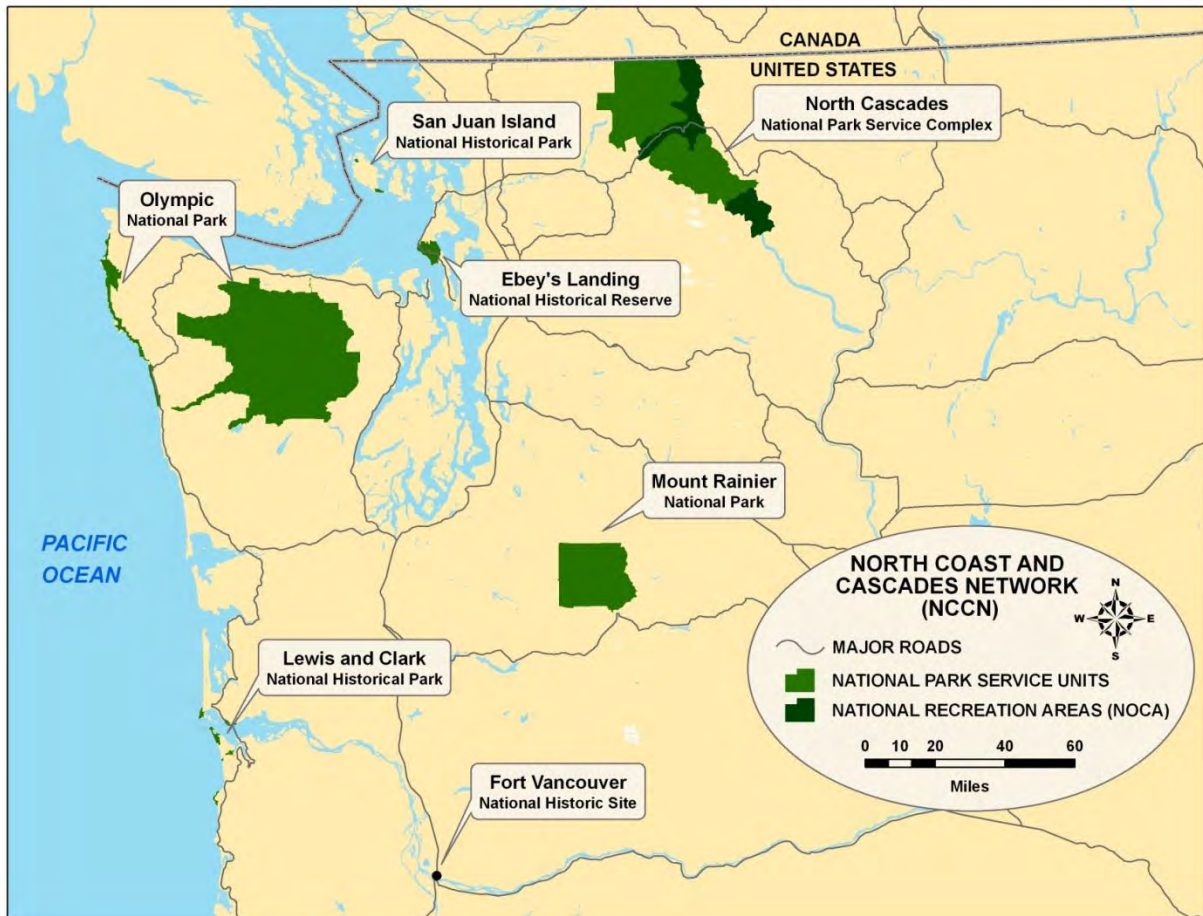 CANADA
UNITED STATES
North Cascades
National Park Service Complex
San Juan Island
National Historical Park
Olympic
National Park
Ebey's Landing
National Historical Reserve
Mount Rainier
National Park
PACIFIC
OCEAN
Lewis and Clark
National Historical Park
Fort Vancouver
National Historic Site
NORTH COAST AND
CASCADES NETWORK
(NCCN)
N
W E
S
MAJOR ROADS
NATIONAL PARK SERVICE UNITS
NATIONAL RECREATION AREAS (NOCA)
0 10 20 40 60
Miles